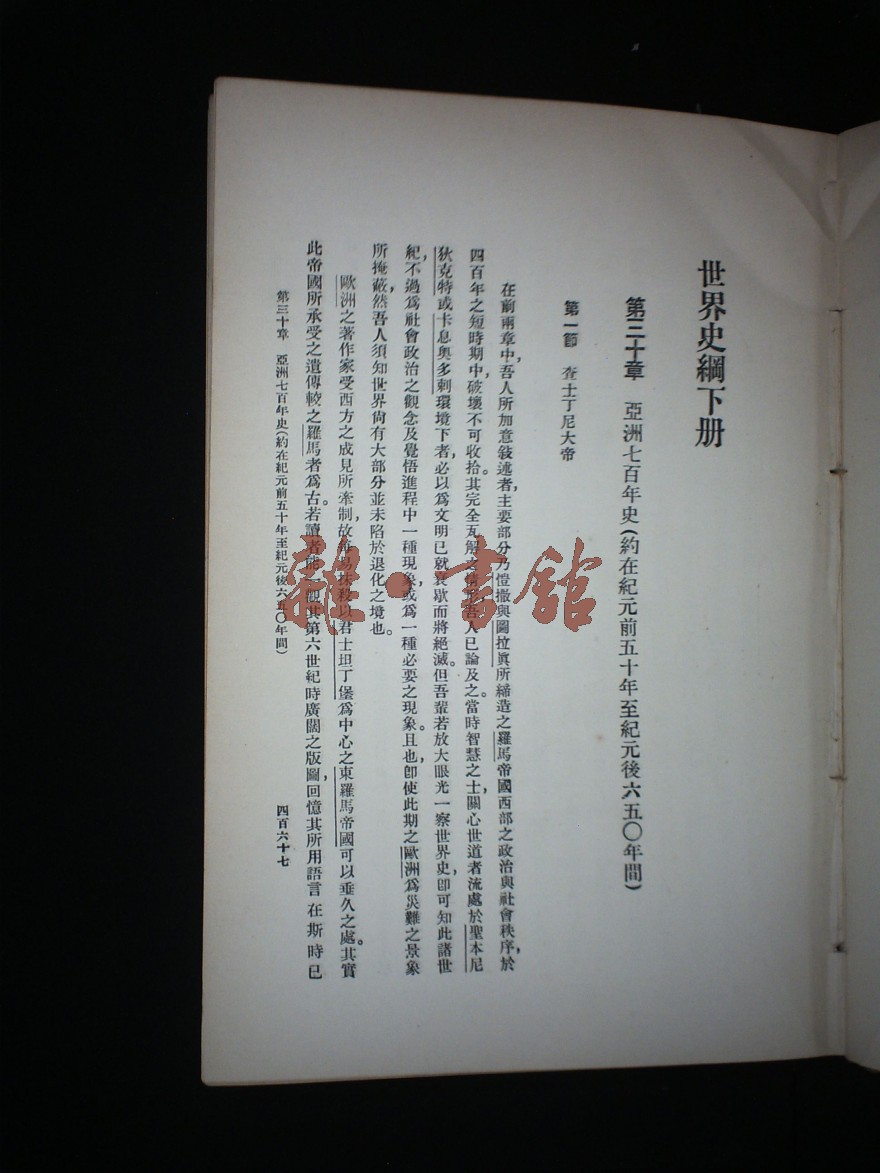 世界史綱下册
第三十章　亞洲七百年史(約在紀元前五十年至紀元後六五〇年間)
第一節　查士丁尼大帝
在前兩章中,吾人所加意敍述者,主要部分乃愷撒與圖拉眞所締造之羅馬帝國西部之政治與社會秩序,於
四百年之短時期中,破壞不可收拾。其完全瓦解之情形吾人已論及之。當時智慧之士,關心世道者流,處於聖本尼
狄克特或卡息奧多刺環境下者,必以爲文明已就衰歇而將絕滅。但吾輩若放大眼光一察世界史,卽可知此諸世
紀,不過爲社會政治之觀念及覺悟進程中一種現象,或爲一種必要之現象。且也,卽使此期之歐洲爲災難之景象
所掩蔽,然吾人須知世界尙有大部分並未陷於退化之境也。
歐洲之著作家受西方之成見所牽制,故每易抹殺以君士坦丁堡爲中心之東羅馬帝國可以垂久之處。其實
此帝國所承受之遺傳較之羅馬者爲古。若讀者能一觀其第六世紀時廣闊之版圖,回憶其所用語言在斯時已
第三十章　亞洲七百年史(約在紀元前五十年至紀元後六五〇年間)
四百六十七
雜·書館